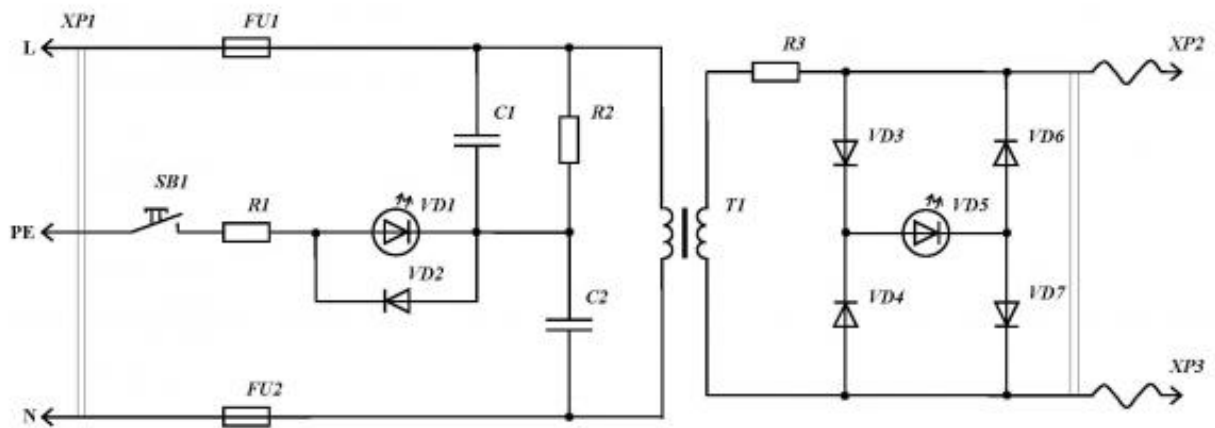 XP1
FU1
L
R3
XP2
C1
R2
VD3
VD6
SB1
R1
VD1
T1
VD5
PE
VD2
C2
VD4
VD7
FU2
XP3
N